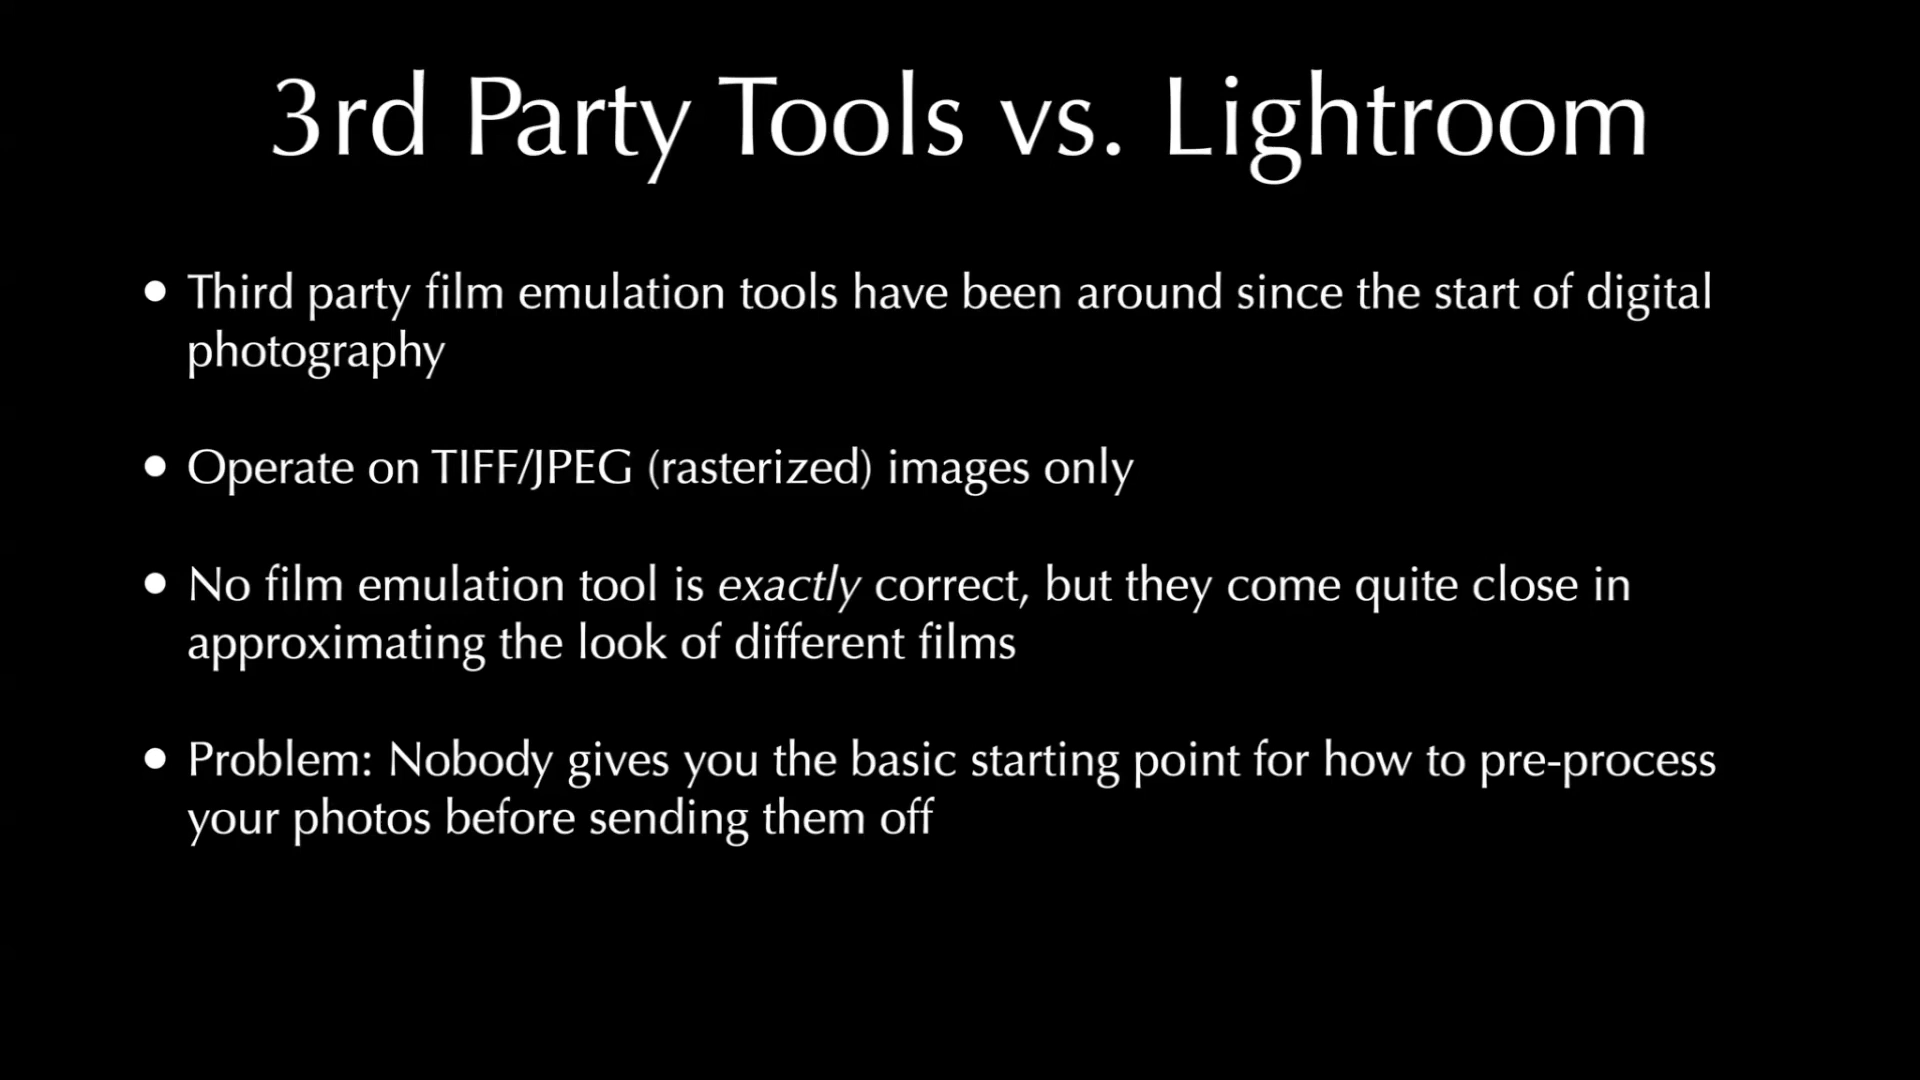 3rd Party Tools vs. Lightroom
• Third party film emulation tools have been around since the start of digital
photography
• Operate on TIFF/JPEG (rasterized) images only
• No film emulation tool is exactly correct, but they come quite close in
approximating the look of different films
• Problem: Nobody gives you the basic starting point for how to pre-process
your photos before sending them off